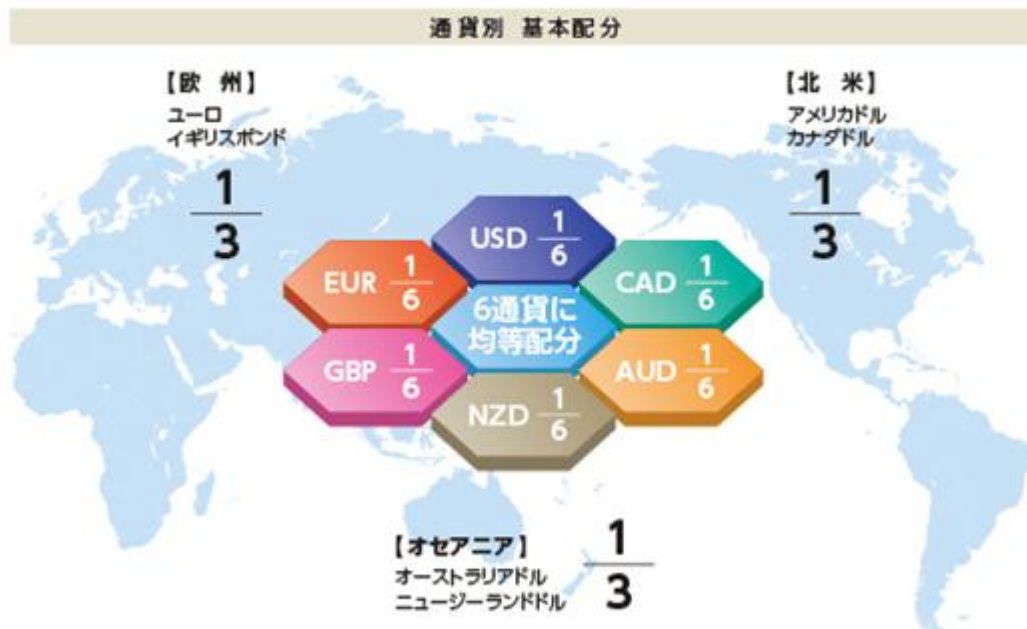 通貨別 基本配分
【欧 州】
ユーロ
イギリスポンド
1
3
【北 米】
アメリカドル
カナダドル
1
3
USD 1
6
EUR 1
6
CAD 1
6
6通貨に
均等配分
GBP 1
6
AUD 1
6
NZD 1
6
【オセアニア】
オーストラリアドル
ニュージーランドドル
1
3